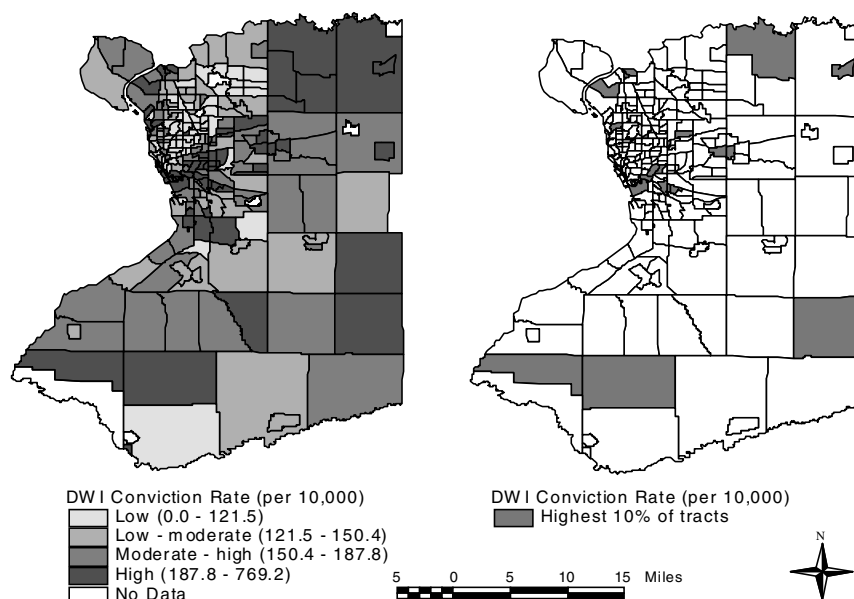 DWI Conviction Rate (per 10,000)
Low (0.0 - 121.5)
Low - moderate (121.5 - 150.4)
Moderate - high (150.4 - 187.8)
High (187.8 - 769.2)
No Data
DWI Conviction Rate (per 10,000)
Highest 10% of tracts
5 0 5 10 15 Miles
N